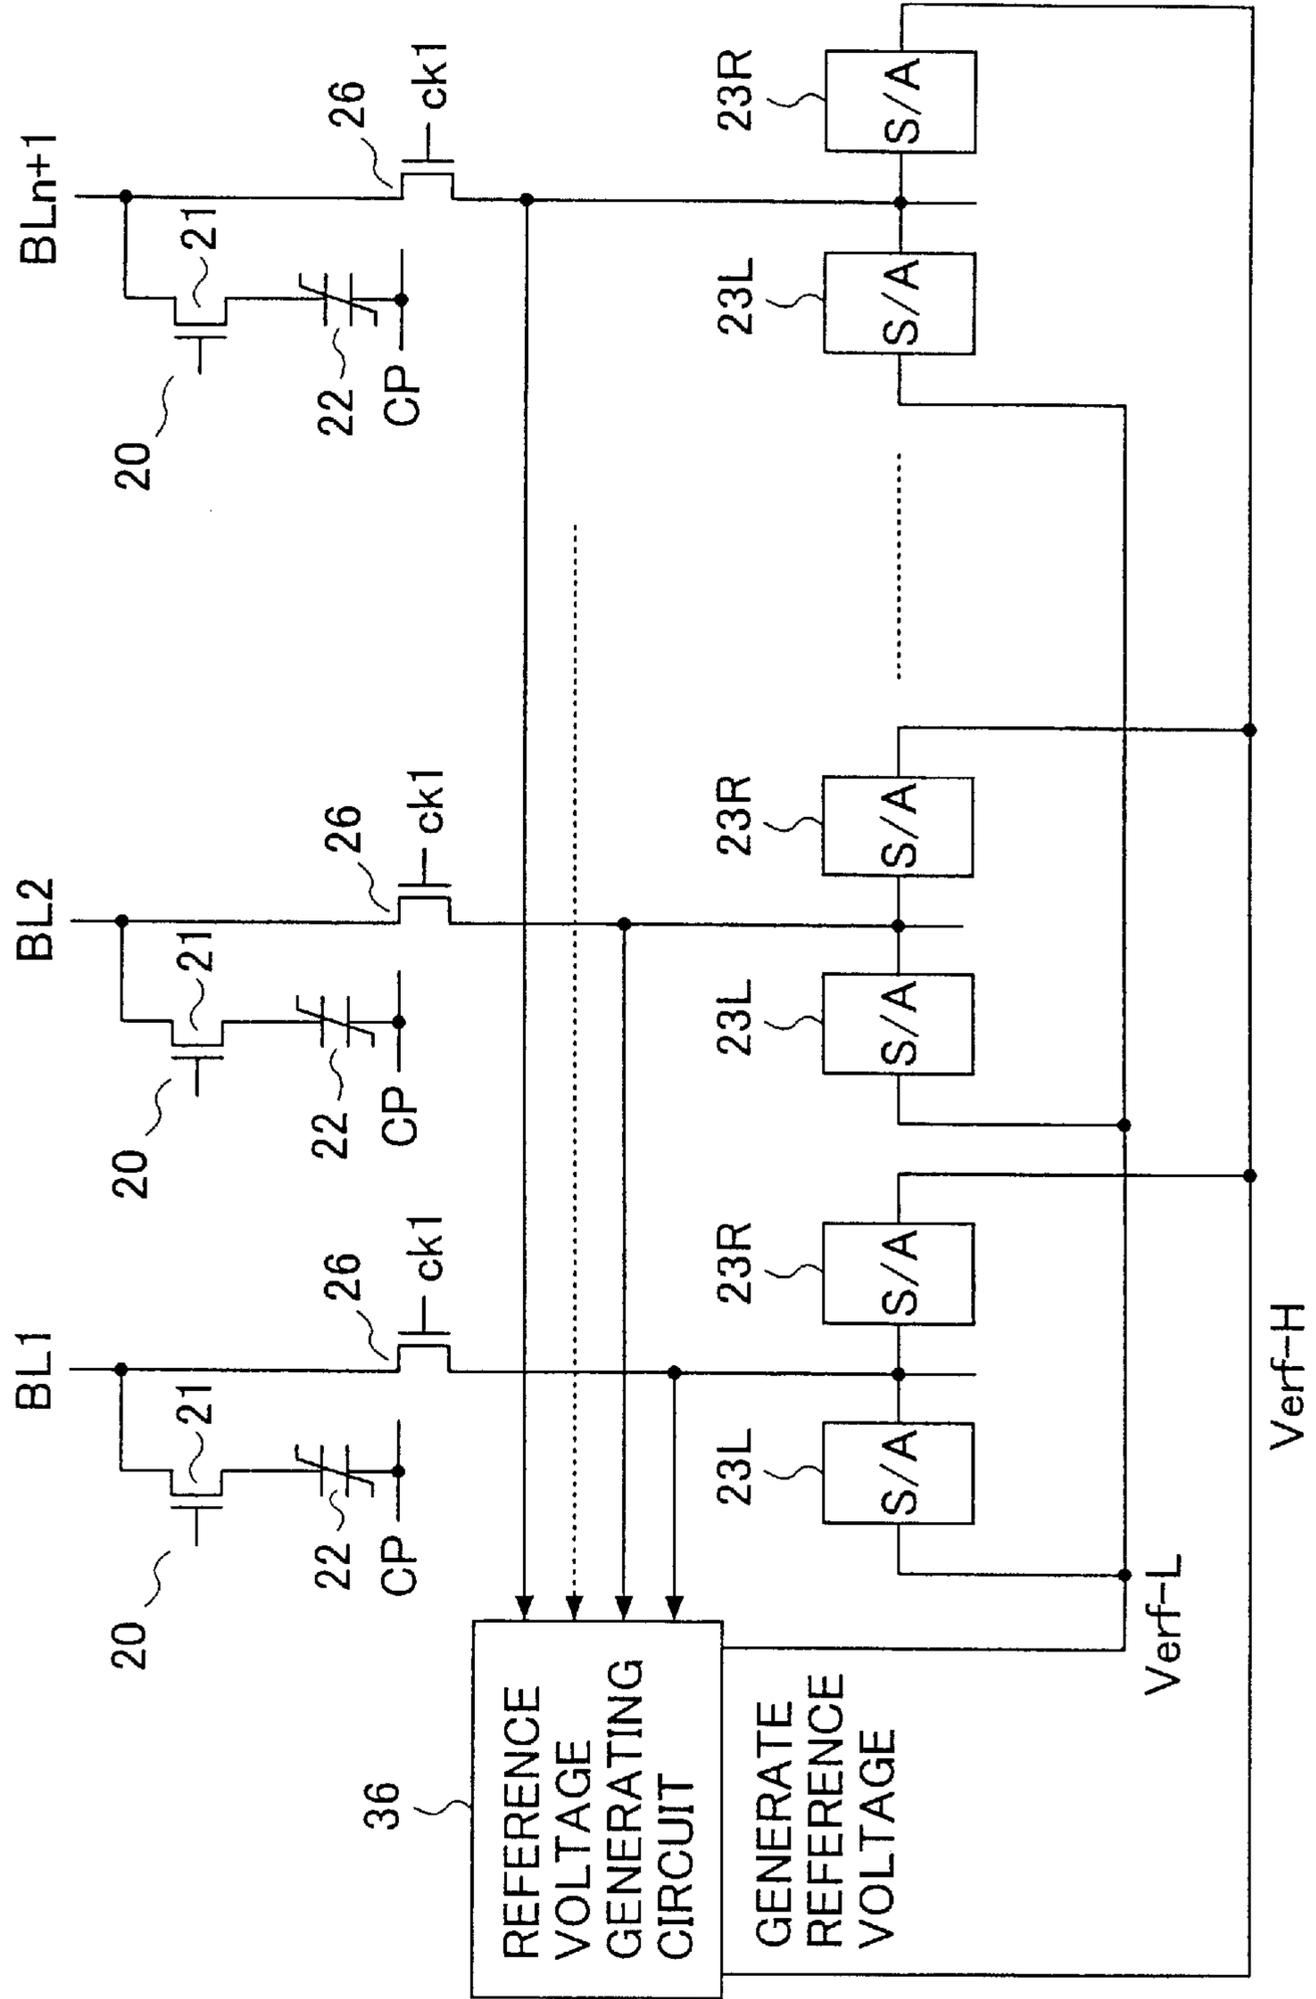 BL1
BL2
BLn+1
20
21
22
CP
26
ck1
20
21
22
CP
26
ck1
20
21
22
CP
26
ck1
36
REFERENCE
VOLTAGE
GENERATING
CIRCUIT
GENERATE
REFERENCE
VOLTAGE
23L
S/A
23R
S/A
23L
S/A
23R
S/A
23L
S/A
23R
S/A
Verf-L
Verf-H